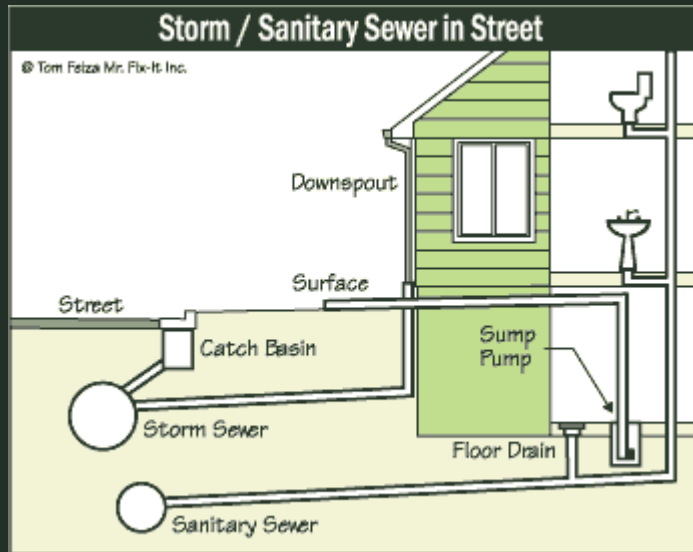 Storm / Sanitary Sewer in Street
© Tom Feiza Mr. Fix-It Inc.
Downspout
Surface
Street
Catch Basin
Sump
Pump
Storm Sewer
Floor Drain
Sanitary Sewer